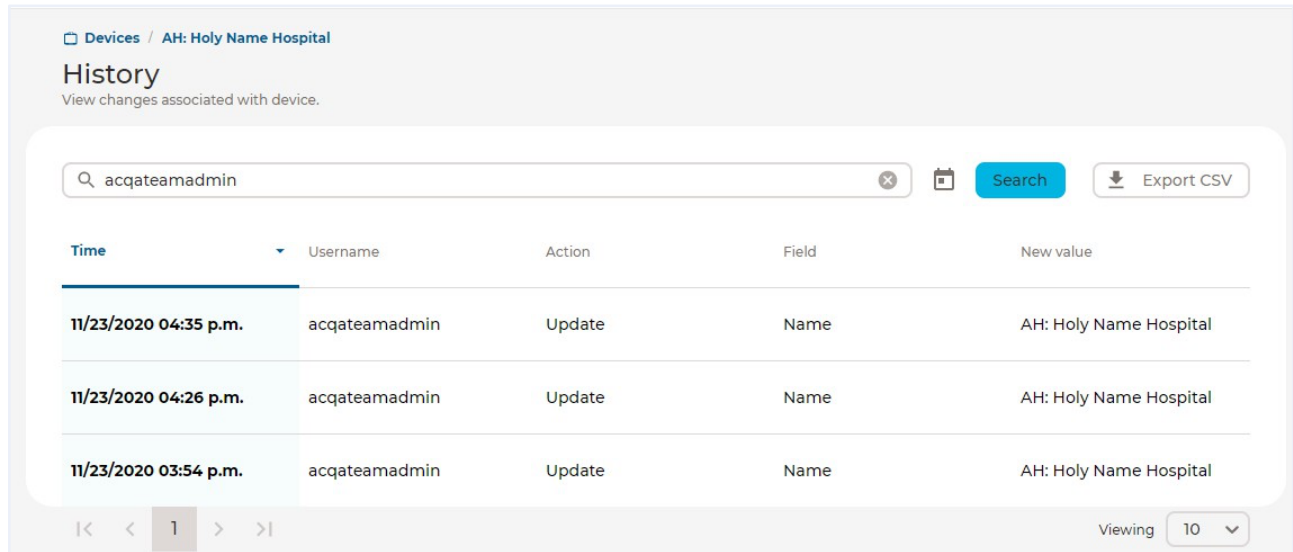 Devices / AH: Holy Name Hospital
History
View changes associated with device.
acqateamadmin Search Export CSV
Time Username Action Field New value
11/23/2020 04:35 p.m. acqateamadmin Update Name AH: Holy Name Hospital
11/23/2020 04:26 p.m. acqateamadmin Update Name AH: Holy Name Hospital
11/23/2020 03:54 p.m. acqateamadmin Update Name AH: Holy Name Hospital
1 Viewing 10